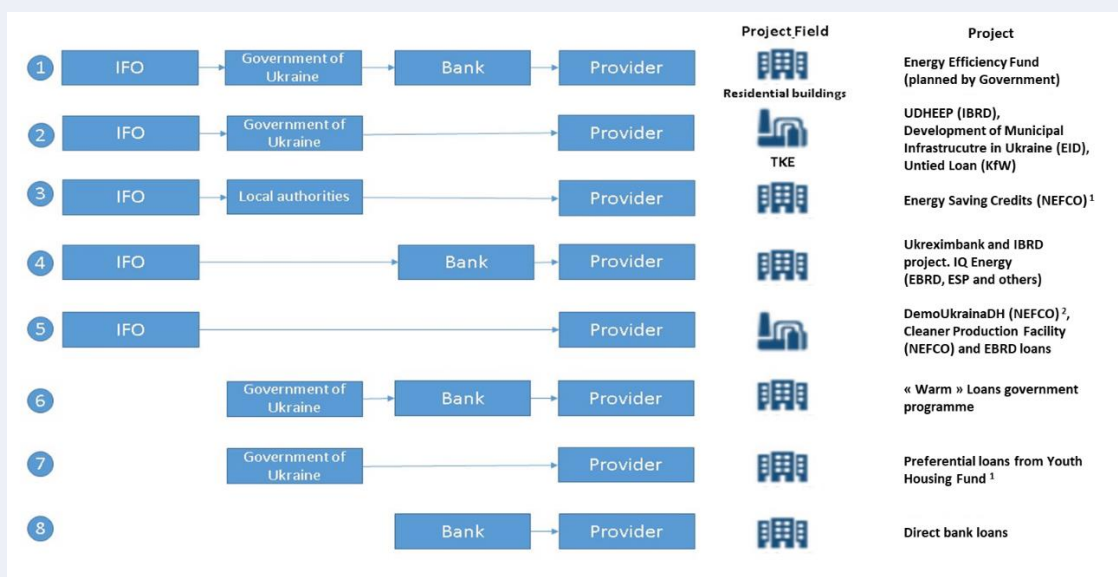 Project Field
Project
1
IFO
Government of
Ukraine
Bank
Provider
Residential buildings
Energy Efficiency Fund
(planned by Government)
2
IFO
Government of
Ukraine
Provider
TKE
UDHEEP (IBRD),
Development of Municipal
Infrastrucutre in Ukraine (EID),
Untied Loan (KfW)
3
IFO
Local authorities
Provider
Energy Saving Credits (NEFCO) 1
4
IFO
Bank
Provider
Ukreximbank and IBRD
project. IQ Energy
(EBRD, ESP and others)
5
IFO
Provider
DemoUkrainaDH (NEFCO) 2,
Cleaner Production Facility
(NEFCO) and EBRD loans
6
Government of
Ukraine
Bank
Provider
« Warm » Loans government
programme
7
Government of
Ukraine
Provider
Preferential loans from Youth
Housing Fund 1
8
Bank
Provider
Direct bank loans